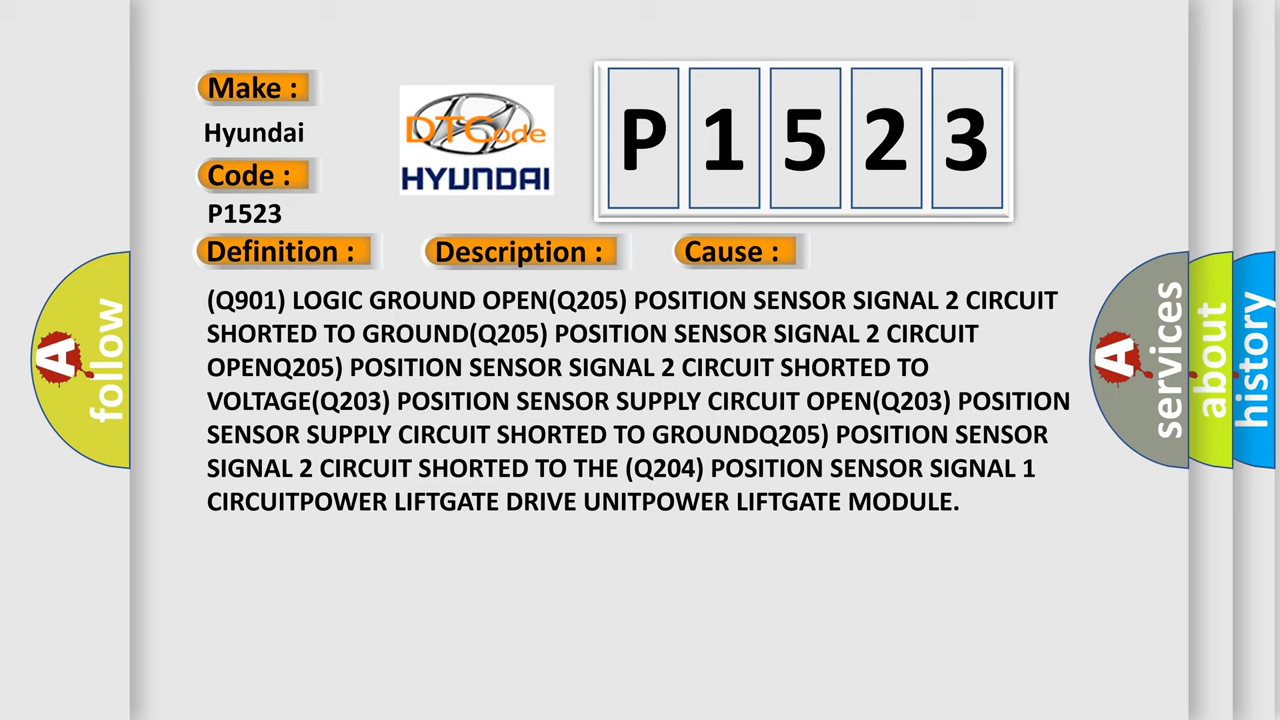 Make :
Hyundai
Code :
P1523
DTCode
HYUNDAI
P 1 5 2 3
Definition :
Description :
Cause :
(Q901) LOGIC GROUND OPEN(Q205) POSITION SENSOR SIGNAL 2 CIRCUIT
SHORTED TO GROUND(Q205) POSITION SENSOR SIGNAL 2 CIRCUIT
OPENQ205) POSITION SENSOR SIGNAL 2 CIRCUIT SHORTED TO
VOLTAGE(Q203) POSITION SENSOR SUPPLY CIRCUIT OPEN(Q203) POSITION
SENSOR SUPPLY CIRCUIT SHORTED TO GROUNDQ205) POSITION SENSOR
SIGNAL 2 CIRCUIT SHORTED TO THE (Q204) POSITION SENSOR SIGNAL 1
CIRCUITPOWER LIFTGATE DRIVE UNITPOWER LIFTGATE MODULE.
A follow
A services
about
history